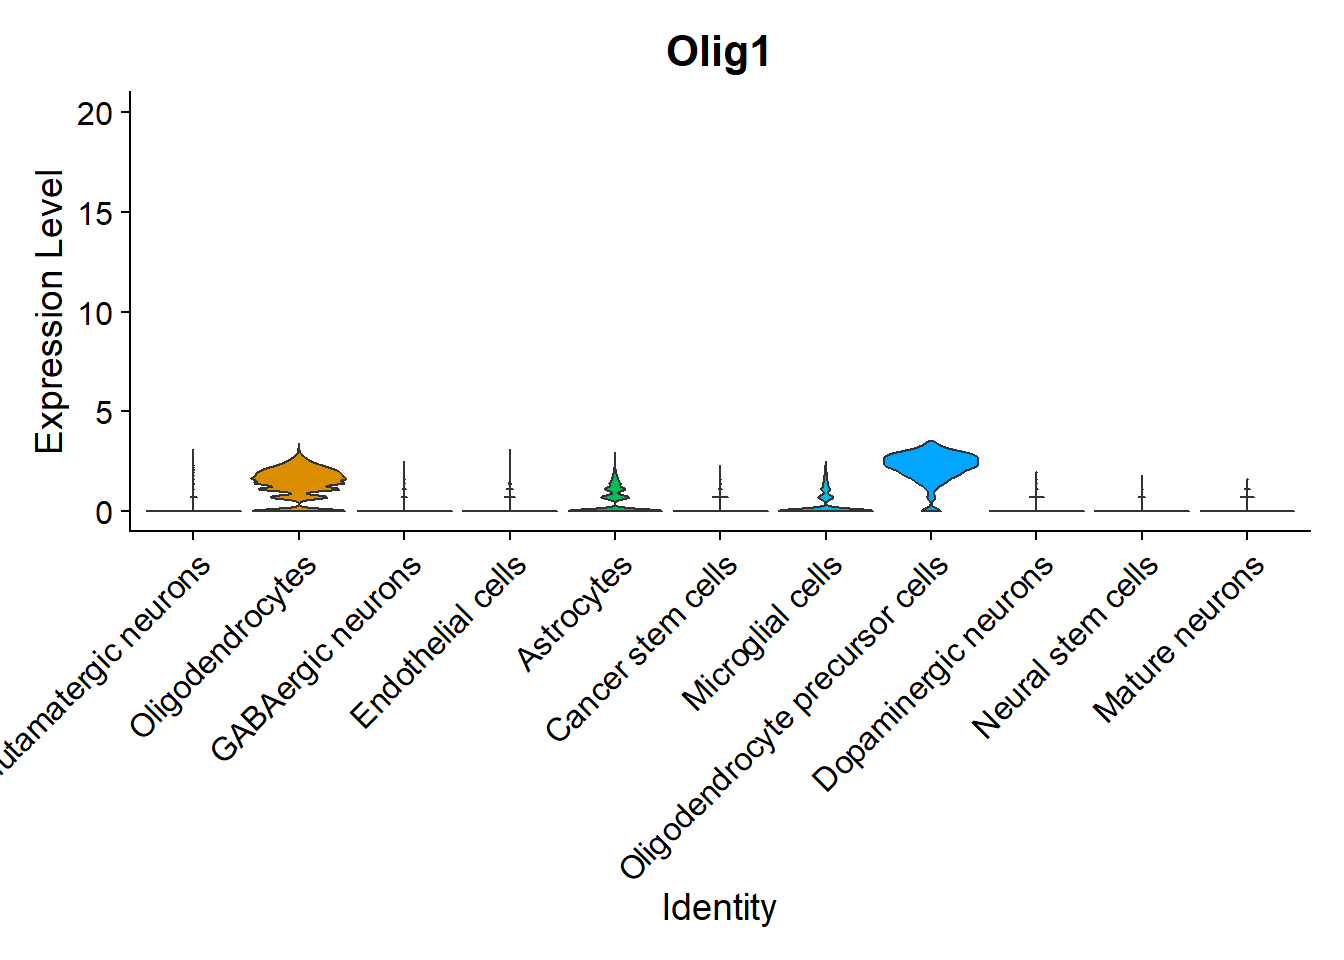 Olig1
Expression Level
20
15
10
5
0
utamatergic neurons
Oligodendrocytes
GABAergic neurons
Endothelial cells
Astrocytes
Cancer stem cells
Microglial cells
Oligodendrocyte precursor cells
Dopaminergic neurons
Neural stem cells
Mature neurons
Identity